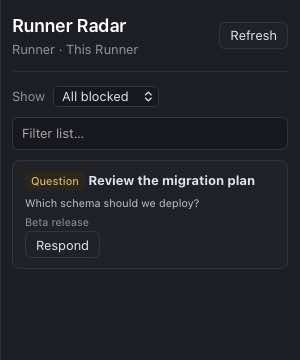 Runner Radar
Runner · This Runner
Refresh
Show
All blocked
Filter list...
Question Review the migration plan
Which schema should we deploy?
Beta release
Respond